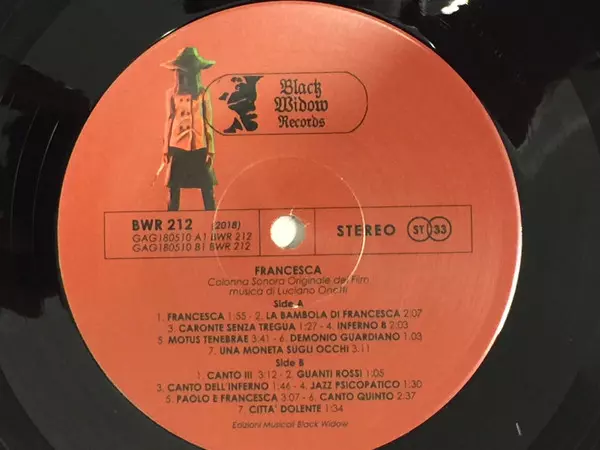 Black
Widow
Records
BWR 212 (2018)
GAG180510 A1 BWR 212
GAG180510 B1 BWR 212
STEREO ST 33
FRANCESCA
Colonna Sonora Originale del Film
musica di Luciano Onetti
Side A
1. FRANCESCA 1:55 - 2. LA BAMBOLA DI FRANCESCA 2:07
3. CARONTE SENZA TREGUA 1:27 - 4. INFERNO 8 2:03
5. MOTUS TENEBRAE 3:41 - 6. DEMONIO GUARDIANO 1:03
7. UNA MONETA SUGLI OCCHI 3:11
Side B
1. CANTO III 3:12 - 2. GUANTI ROSSI 1:05
3. CANTO DELL'INFERNO 1:46 - 4. JAZZ PSICOPATICO 1:30
5. PAOLO E FRANCESCA 3:07 - 6. CANTO QUINTO 2:37
7. CITTA' DOLENTE 1:34
Edizioni Musicali Black Widow